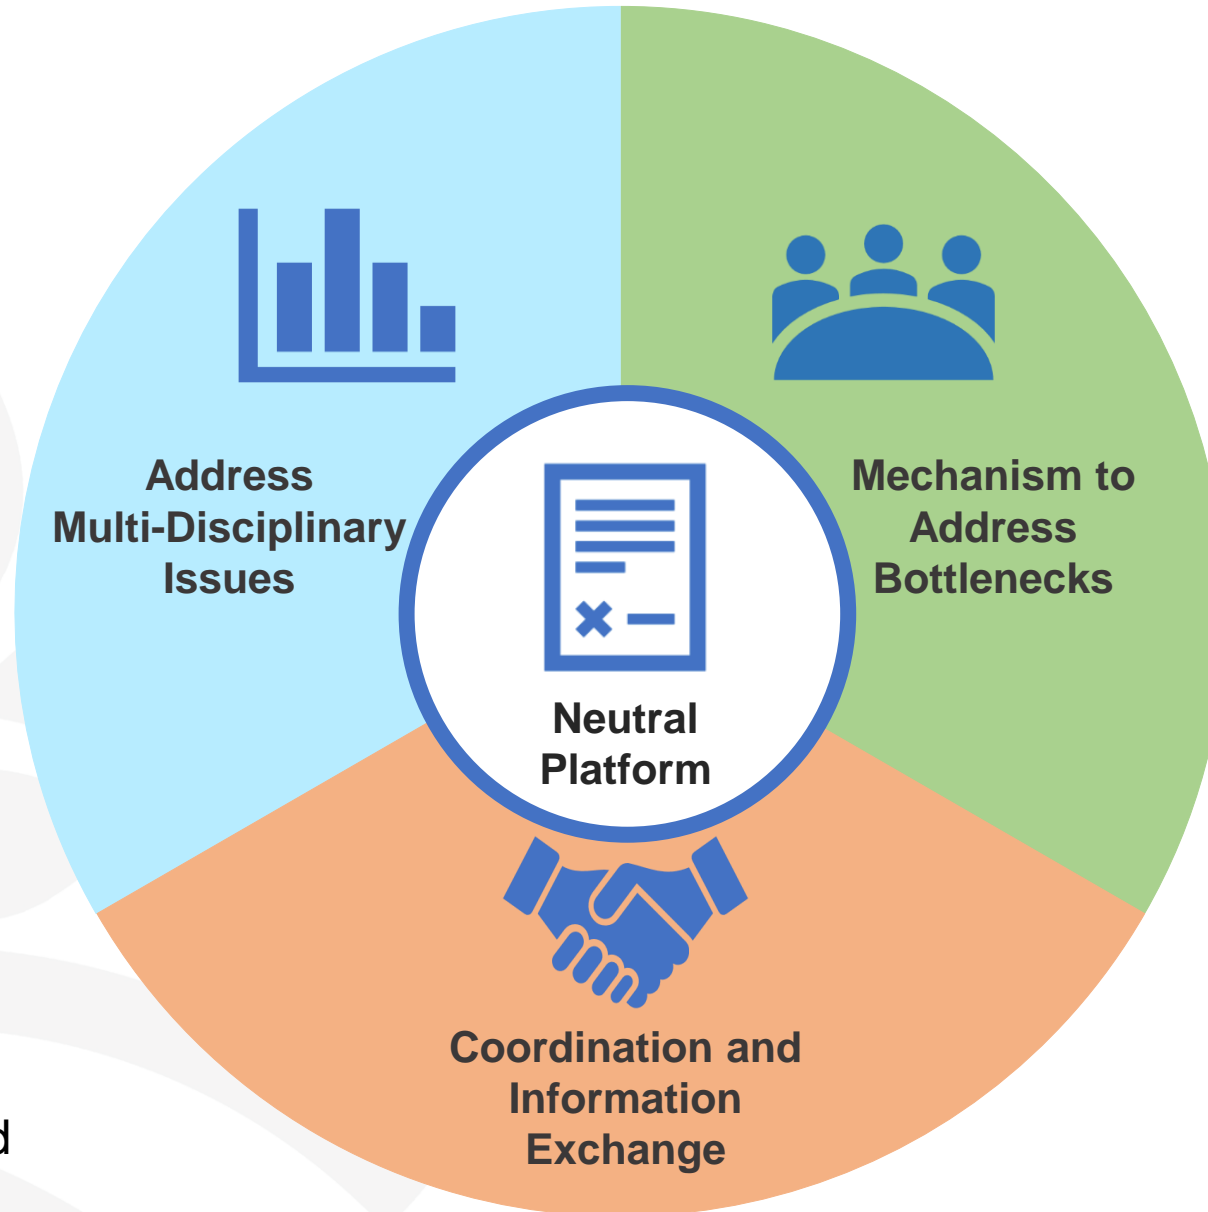 Address
Multi-Disciplinary
Issues
Mechanism to
Address
Bottlenecks
Neutral
Platform
Coordination and
Information
Exchange
d